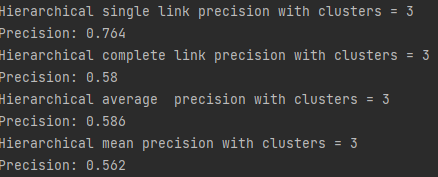 Hierarchical single link precision with clusters = 3
Precision: 0.764
Hierarchical complete link precision with clusters = 3
Precision: 0.58
Hierarchical average  precision with clusters = 3
Precision: 0.586
Hierarchical mean precision with clusters = 3
Precision: 0.562